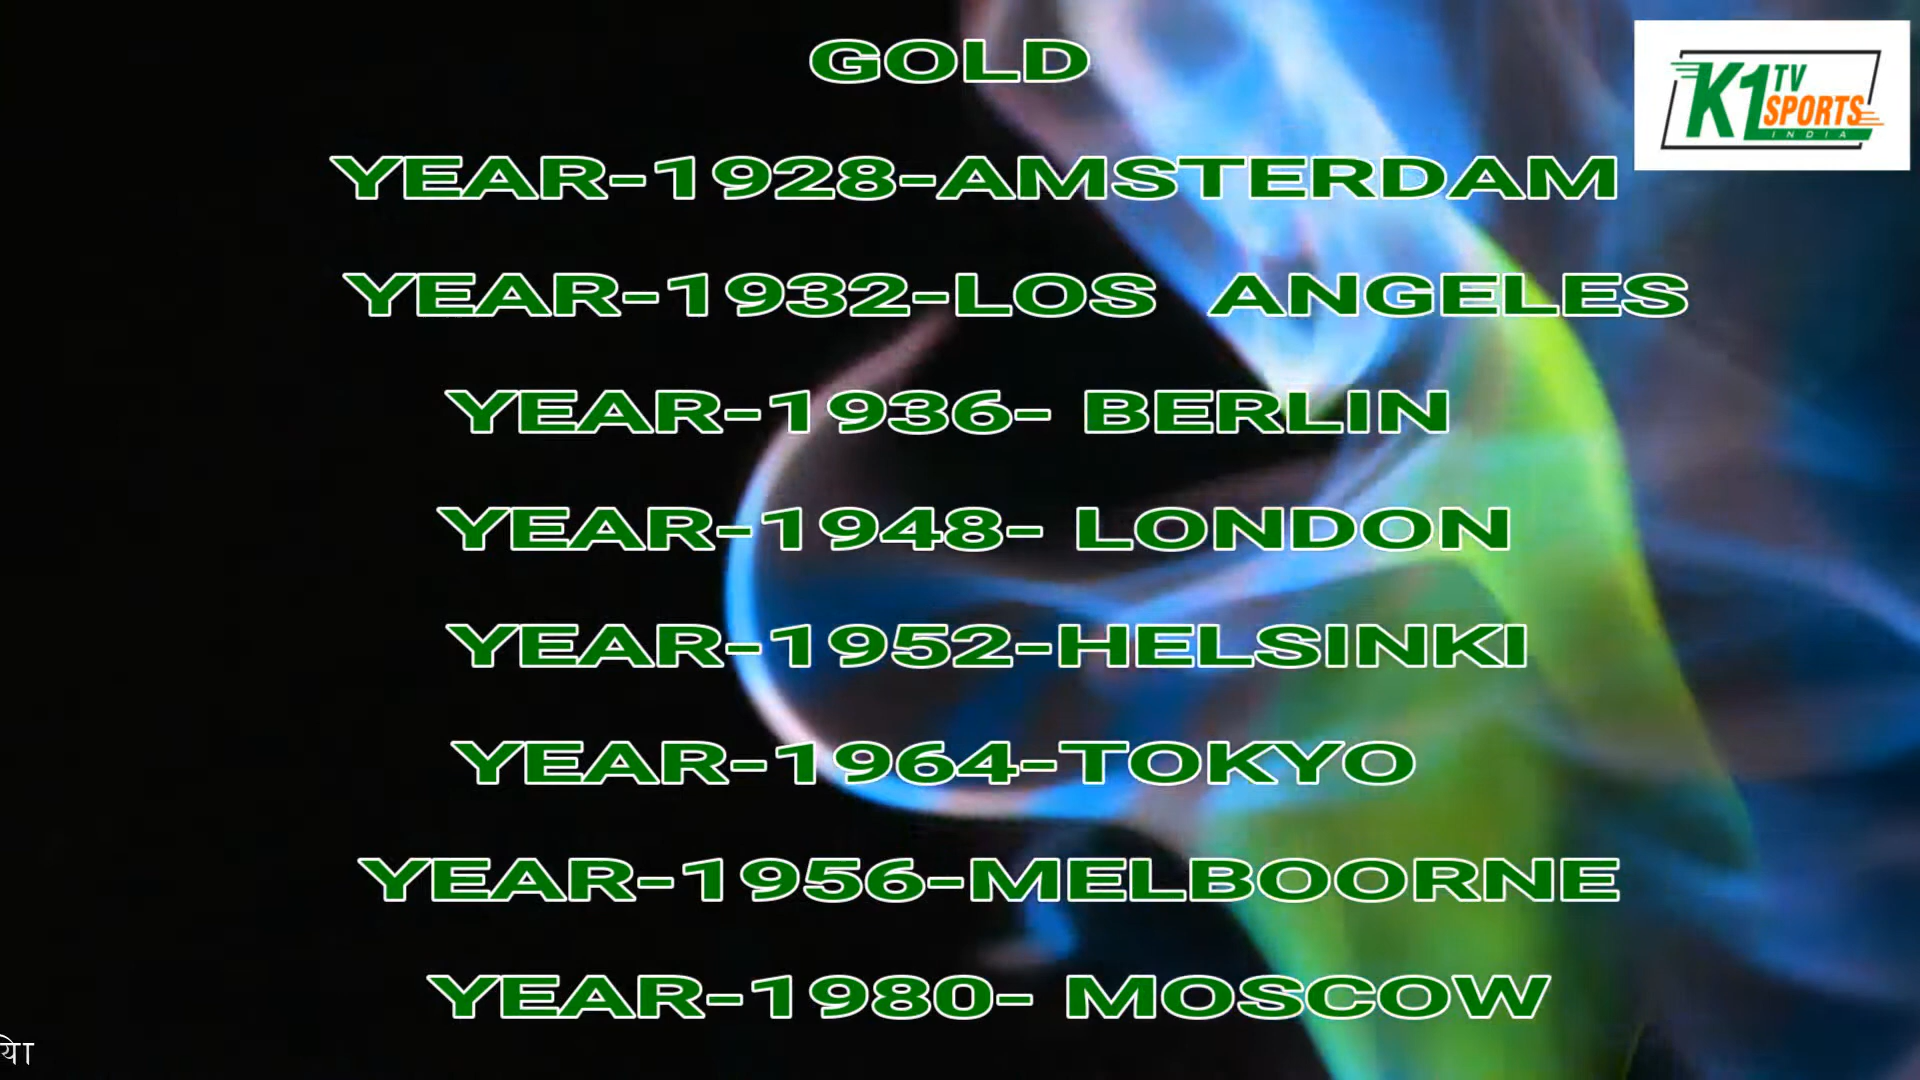 GOLD
K1 TV SPORTS
INDIA
YEAR-1928-AMSTERDAM
YEAR-1932-LOS ANGELES
YEAR-1936- BERLIN
YEAR-1948- LONDON
YEAR-1952-HELSINKI
YEAR-1964-TOKYO
YEAR-1956-MELBOORNE
YEAR-1980- MOSCOW